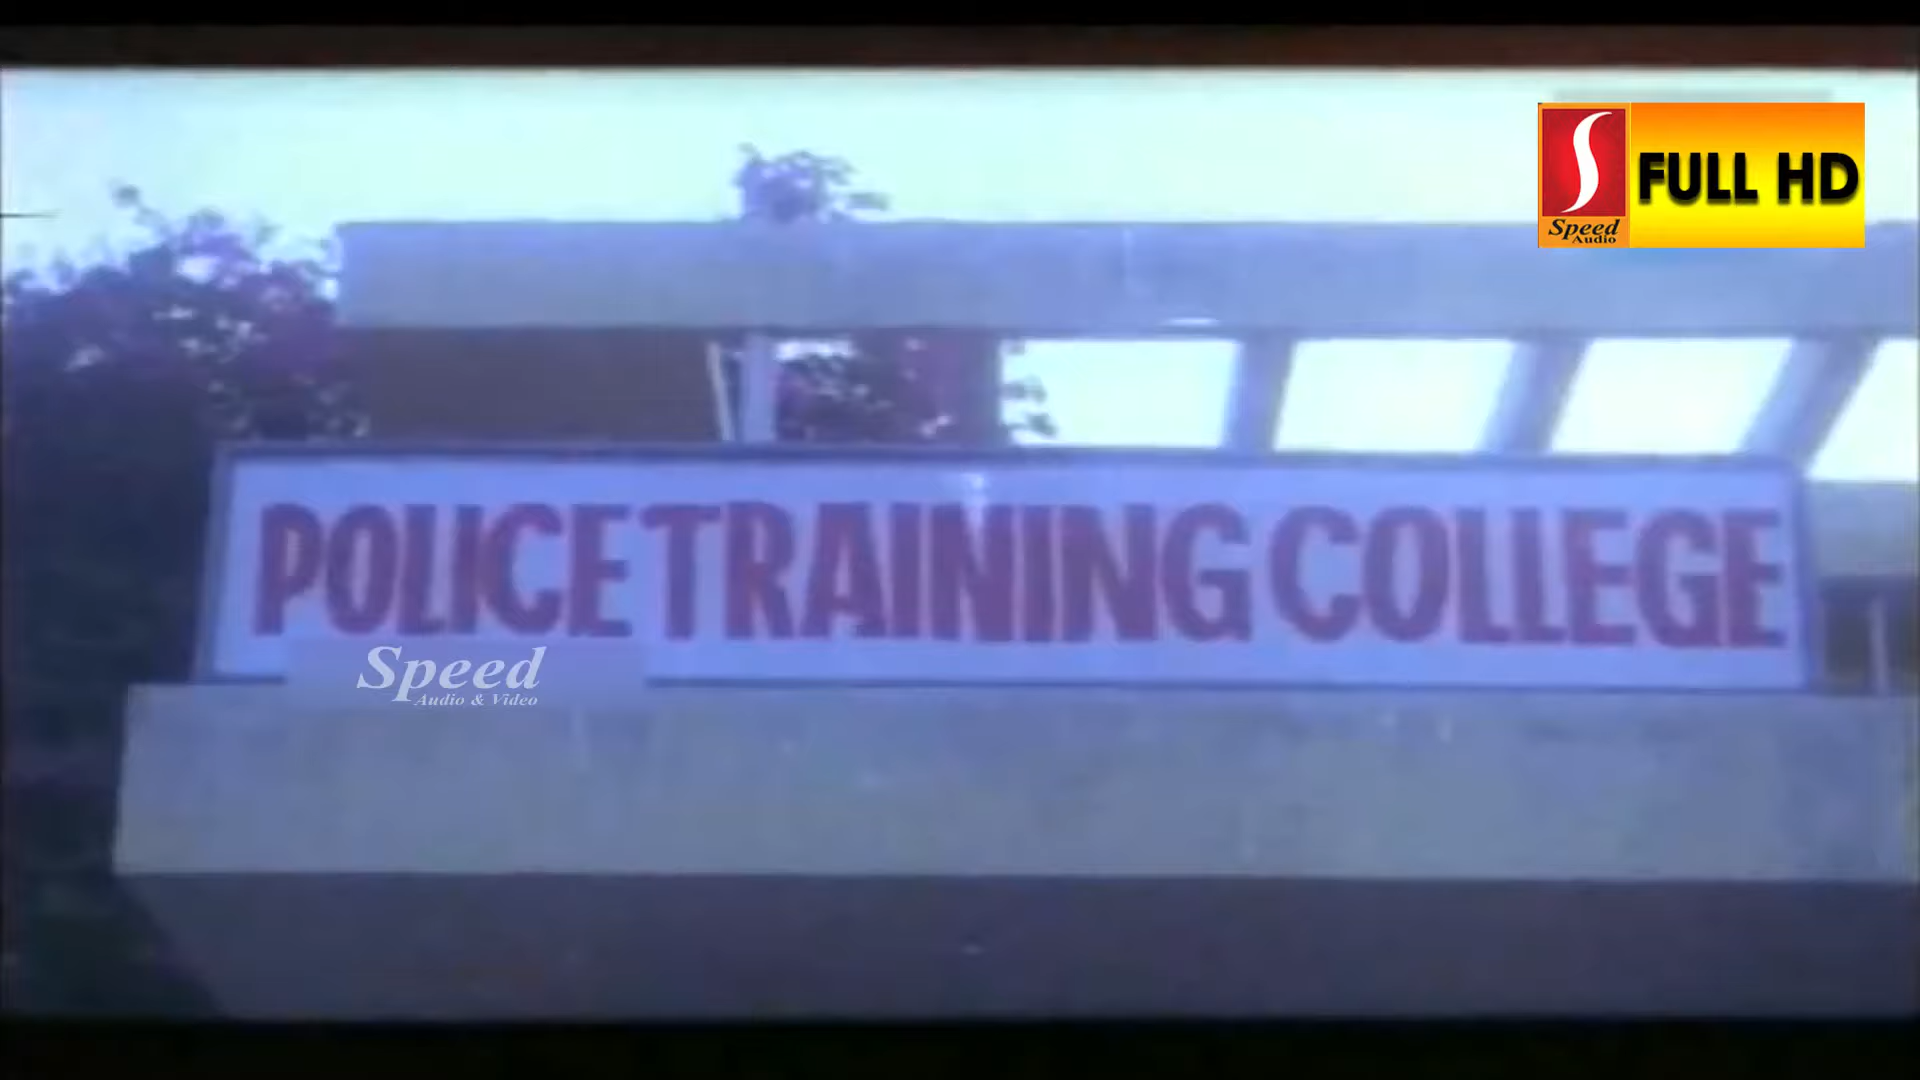 Speed
Audio
FULL HD
POLICE TRAINING COLLEGE
Speed
Audio & Video